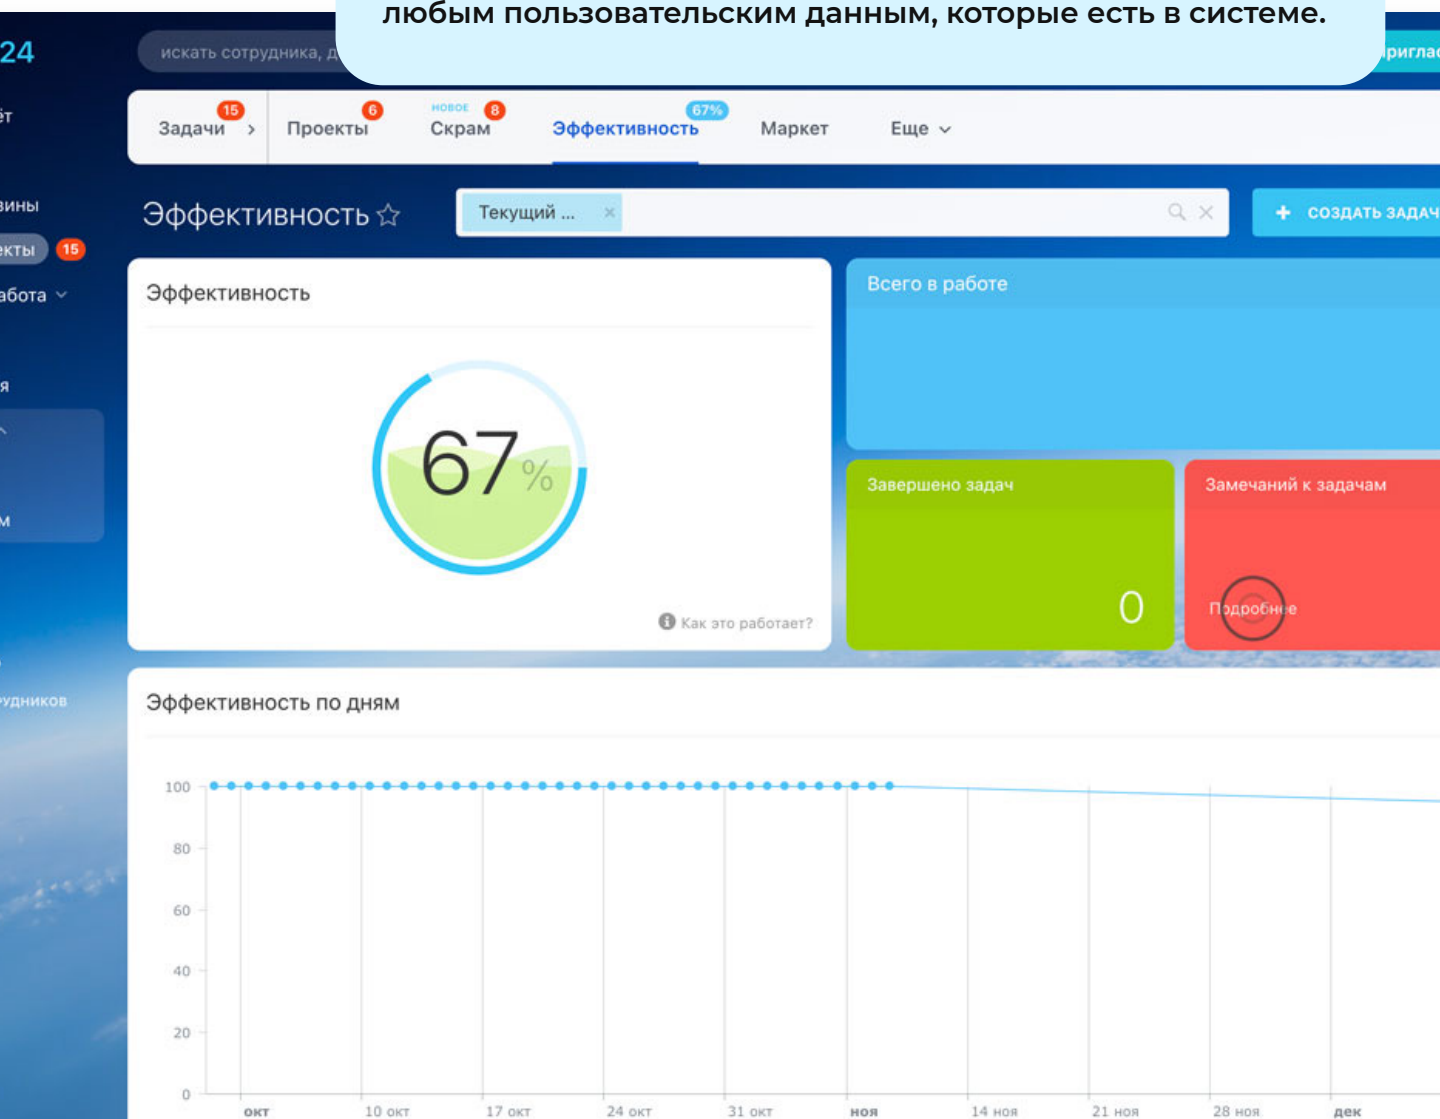 любым пользовательским данным, которые есть в системе.
24
искать сотрудника, д
риглас
ёт
15 6 НОВОЕ 8 67%
Задачи > Проекты Скрам Эффективность Маркет Еще
вины
екты 15
абота
я
м
рудников
Эффективность
Текущий ... ×
+ СОЗДАТЬ ЗАДАЧ
Эффективность
67%
Как это работает?
Всего в работе
Завершено задач
0
Замечаний к задачам
Подробнее
Эффективность по дням
100
80
60
40
20
0
окт 10 окт 17 окт 24 окт 31 окт ноя 14 ноя 21 ноя 28 ноя дек